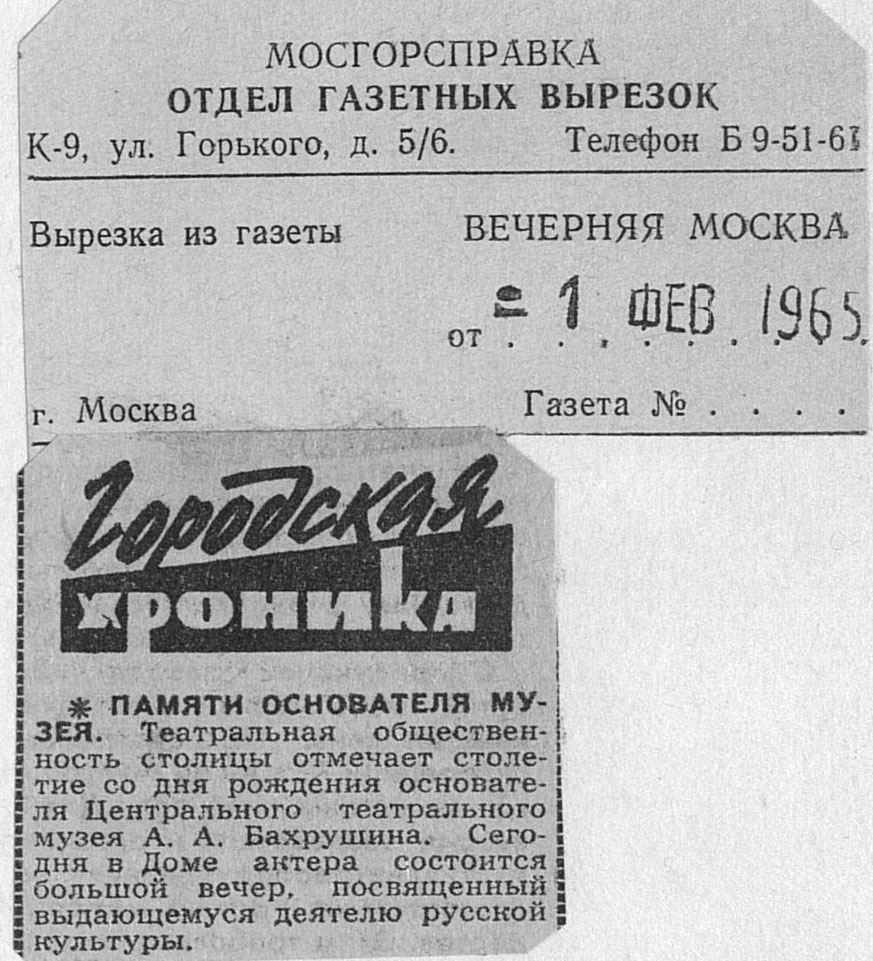 МОСГОРСПРАВКА
ОТДЕЛ ГАЗЕТНЫХ ВЫРЕЗОК
К-9, ул. Горького, д. 5/6. Телефон Б 9-51-61
Вырезка из газеты ВЕЧЕРНЯЯ МОСКВА
от - 1 ФЕВ 1965
г. Москва Газета № . . . .
Городская
хроника
* ПАМЯТИ ОСНОВАТЕЛЯ МУ-
ЗЕЯ. Театральная обществен-
ность столицы отмечает столе-
тие со дня рождения основате-
ля Центрального театрального
музея А. А. Бахрушина. Сего-
дня в Доме актера состоится
большой вечер, посвященный
выдающемуся деятелю русской
культуры.